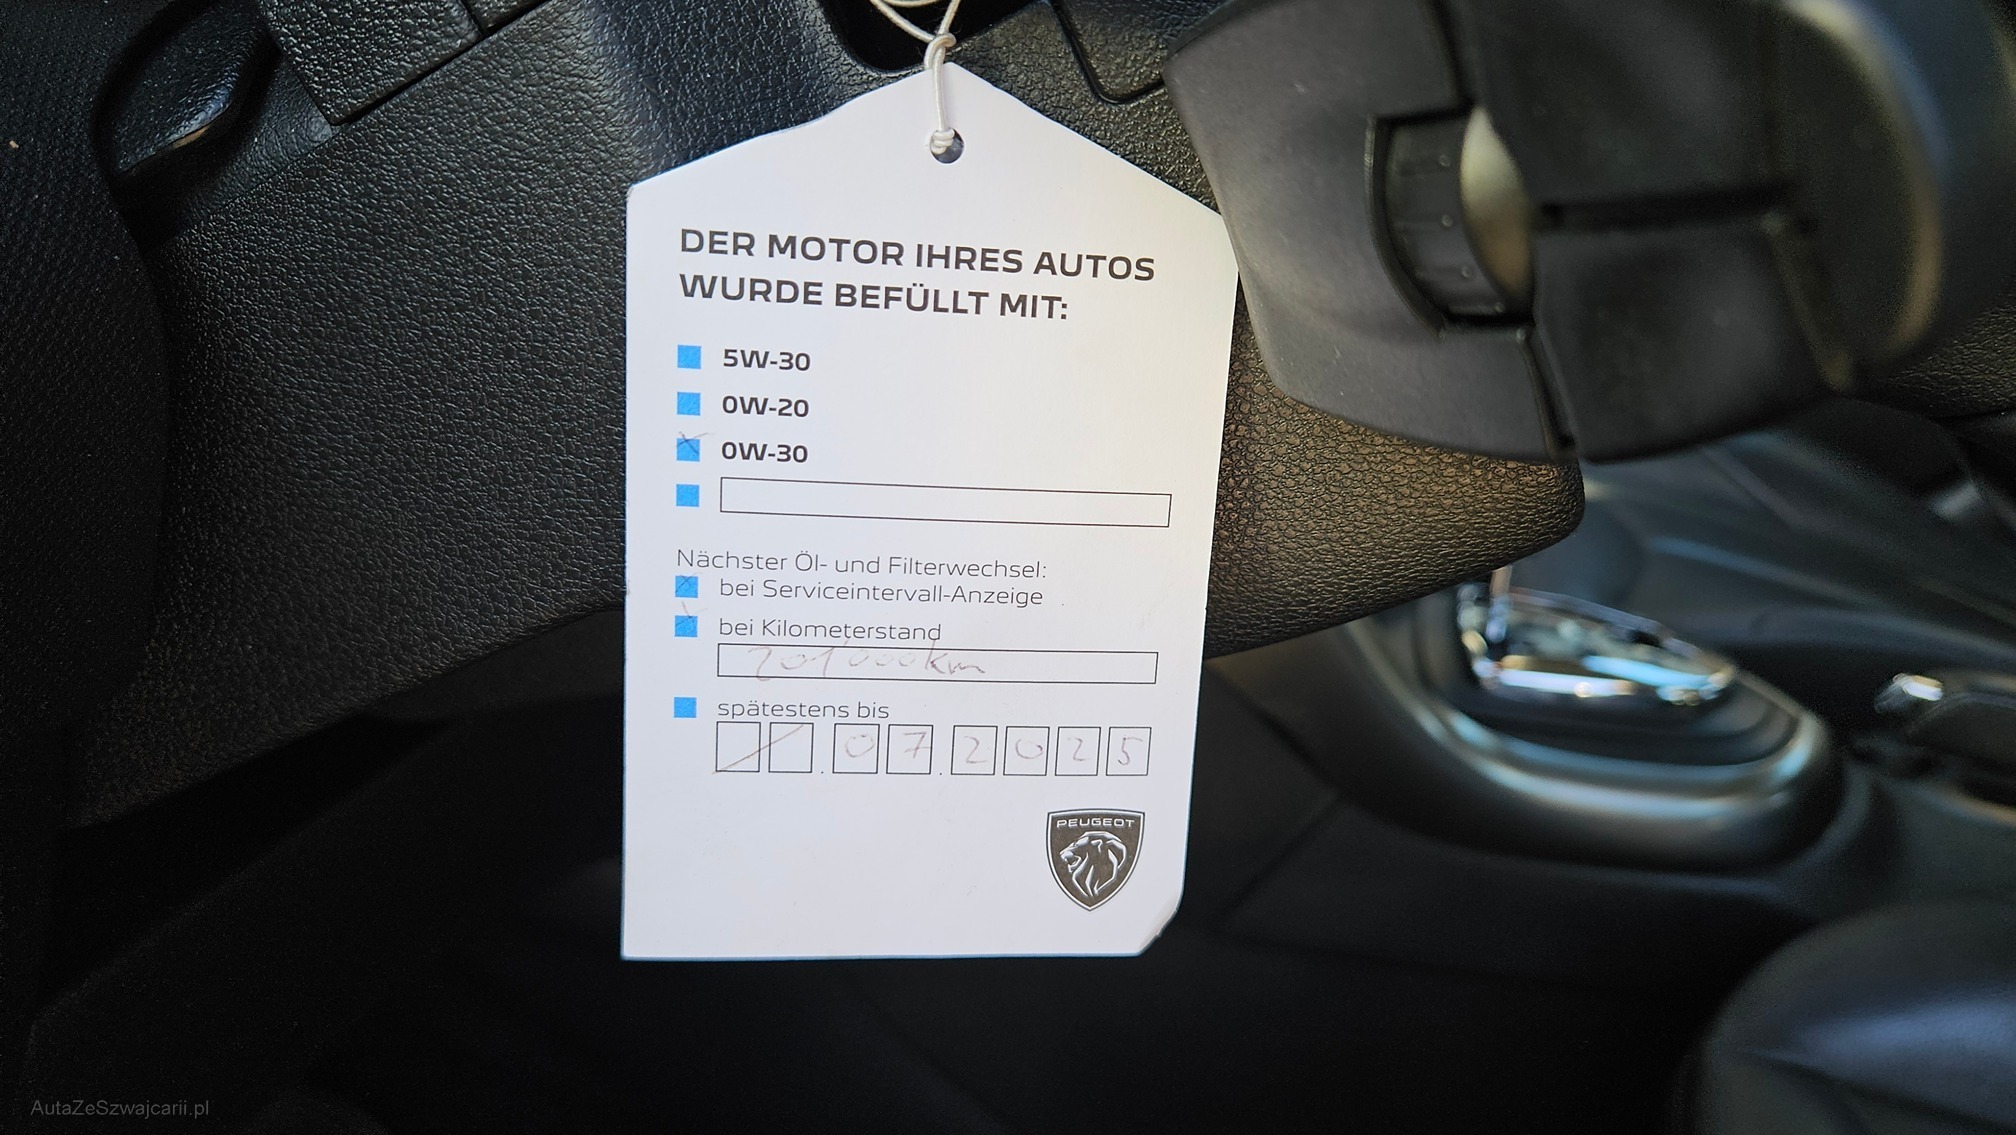 DER MOTOR IHRES AUTOS
WURDE BEFÜLLT MIT:
5W-30
0W-20
0W-30
Nächster Öl- und Filterwechsel:
bei Serviceintervall-Anzeige
bei Kilometerstand
201'000km
spätestens bis
07.2025
PEUGEOT
AutaZeSzwajcarii.pl